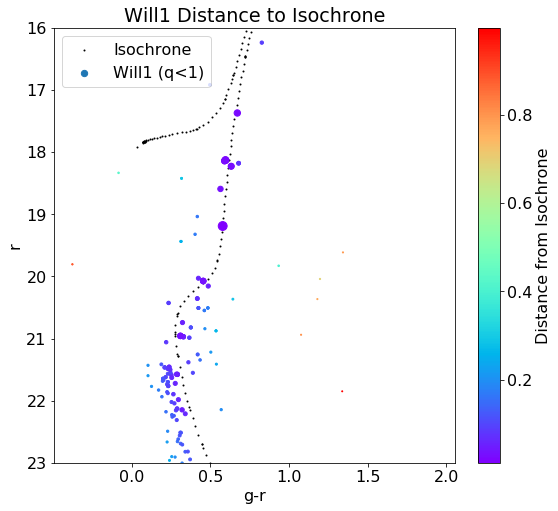 Will1 Distance to Isochrone
Isochrone
Will1 (q<1)
16
17
18
19
20
21
22
23
r
0.0
0.5
1.0
1.5
2.0
g-r
0.8
0.6
0.4
0.2
Distance from Isochrone